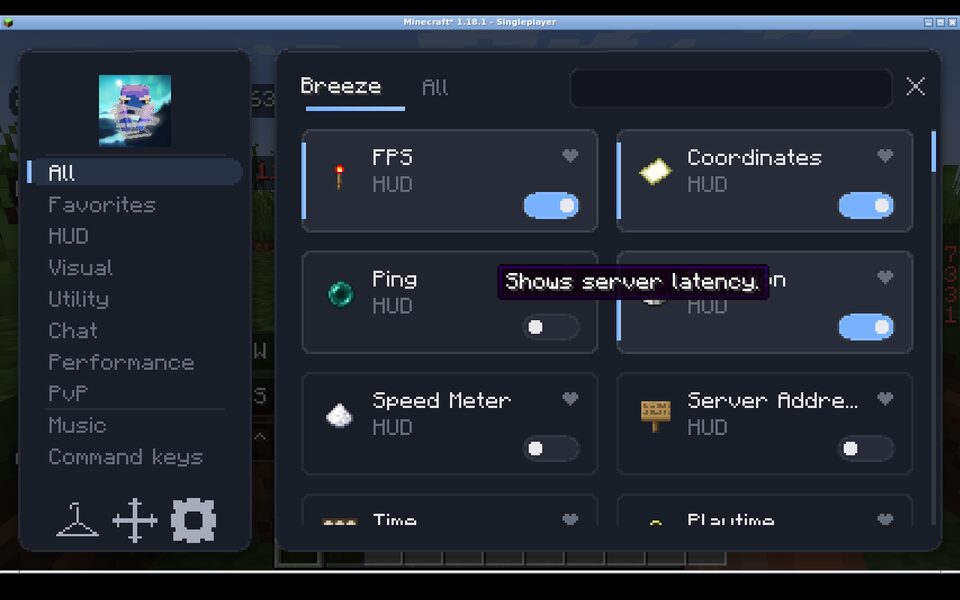 Minecraft* 1.18.1 - Singleplayer
Breeze
All
All
Favorites
HUD
Visual
Utility
Chat
Performance
PvP
Music
Command keys
FPS
HUD
Coordinates
HUD
Ping
HUD
Shows server latency.
HUD
Speed Meter
HUD
Server Addre...
HUD
Time
Playtime
W
S